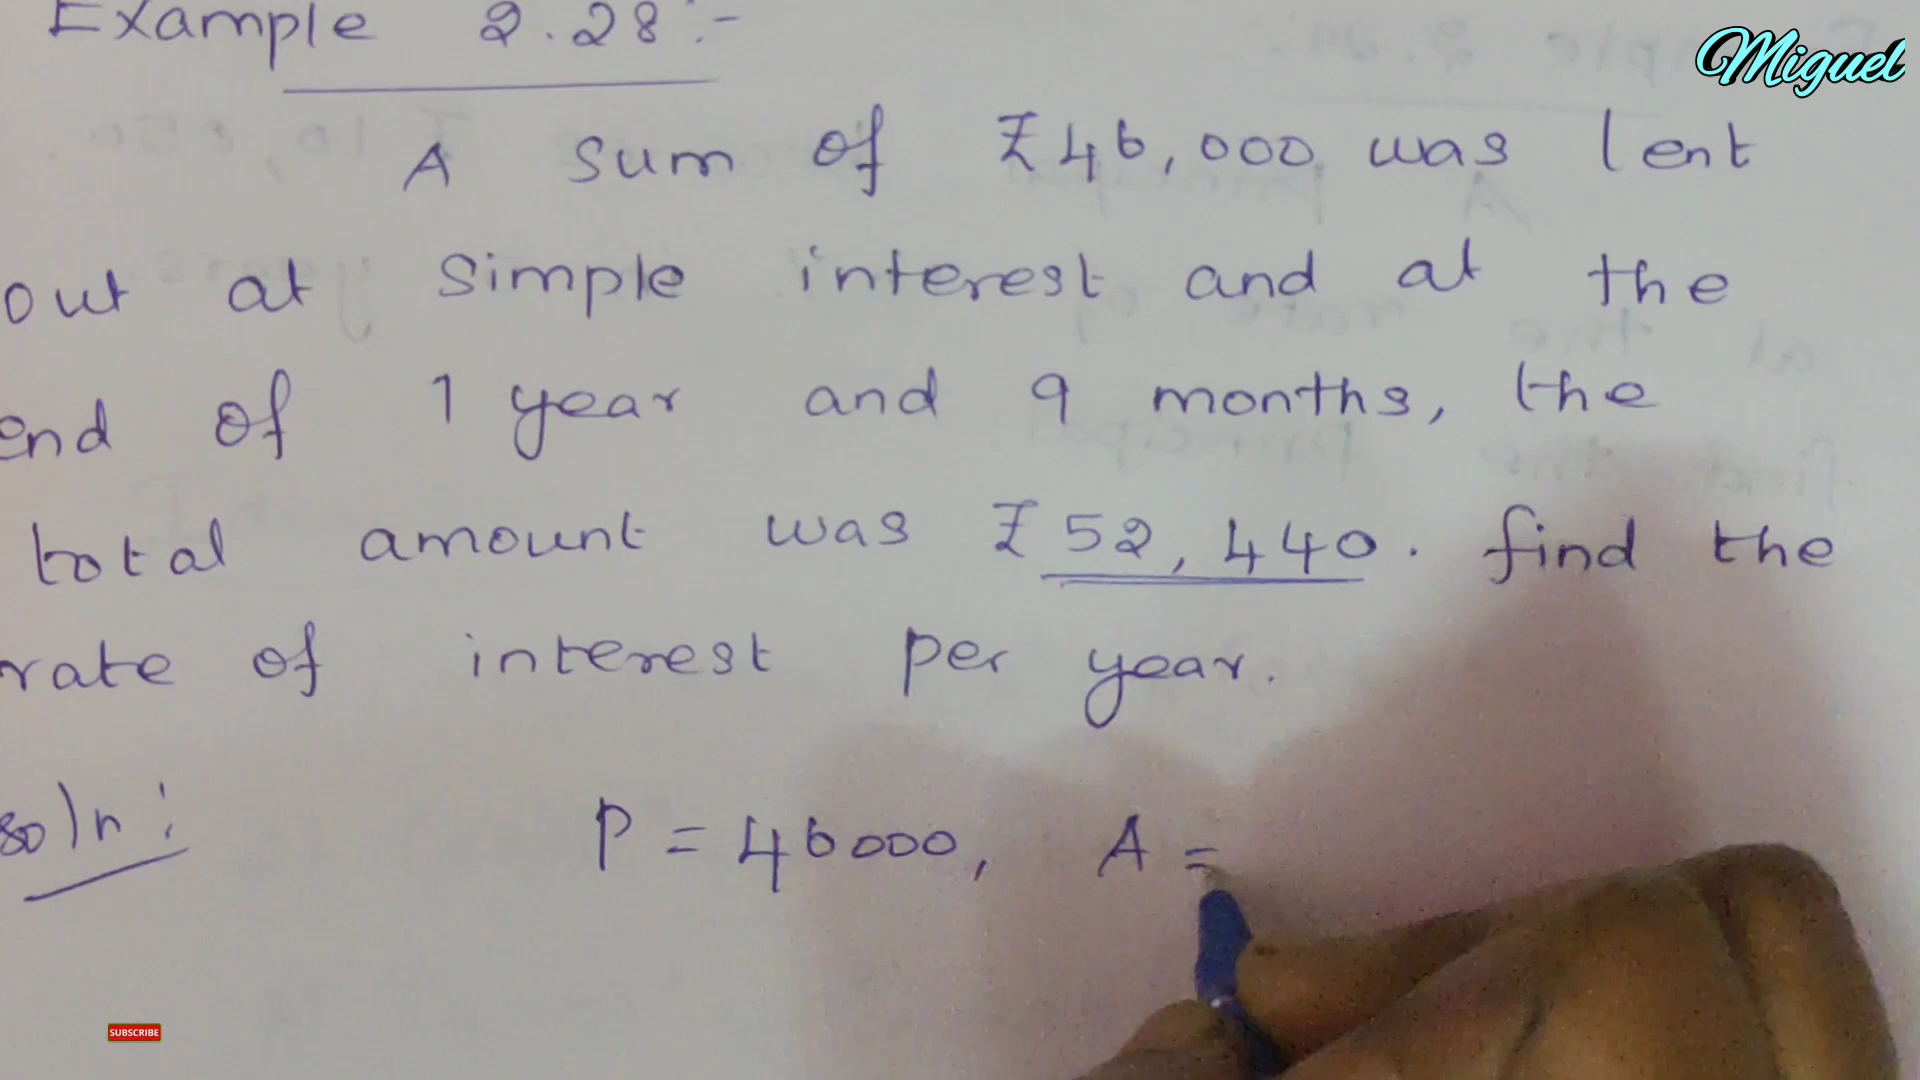 Example 2.28:-
Miguel
A sum of ₹46,000 was lent
out at simple interest and at the
end of 1 year and 9 months, the
total amount was ₹52,440. find the
rate of interest per year.
soln:
P = 46000, A =
SUBSCRIBE